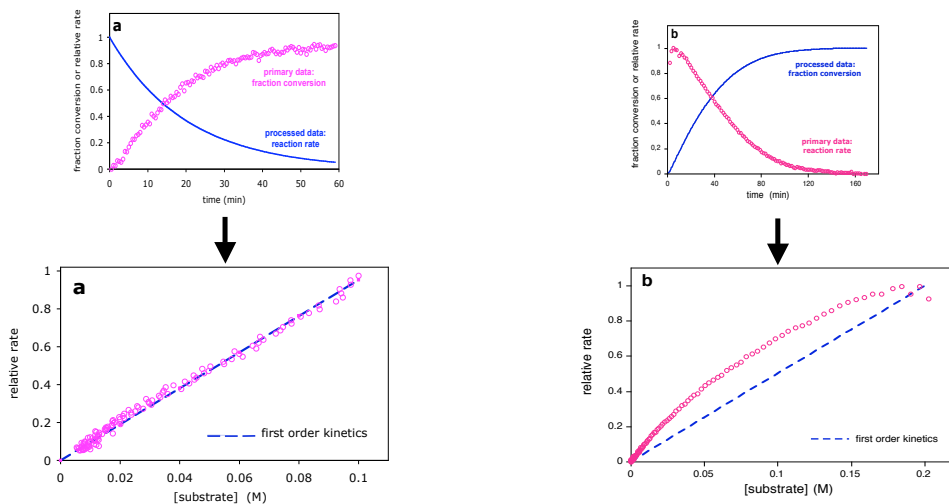 a
fraction conversion or relative rate
1
0.8
0.6
0.4
0.2
0
0
10
20
30
40
50
60
time (min)
primary data:
fraction conversion
processed data:
reaction rate
b
fraction conversion or relative rate
1
0,8
0,6
0,4
0,2
0
0
40
80
120
160
time (min)
processed data:
fraction conversion
primary data:
reaction rate
a
relative rate
1
0.8
0.6
0.4
0.2
0
0
0.02
0.04
0.06
0.08
0.1
[substrate] (M)
first order kinetics
b
relative rate
1
0.8
0.6
0.4
0.2
0
0
0.05
0.1
0.15
0.2
[substrate] (M)
first order kinetics